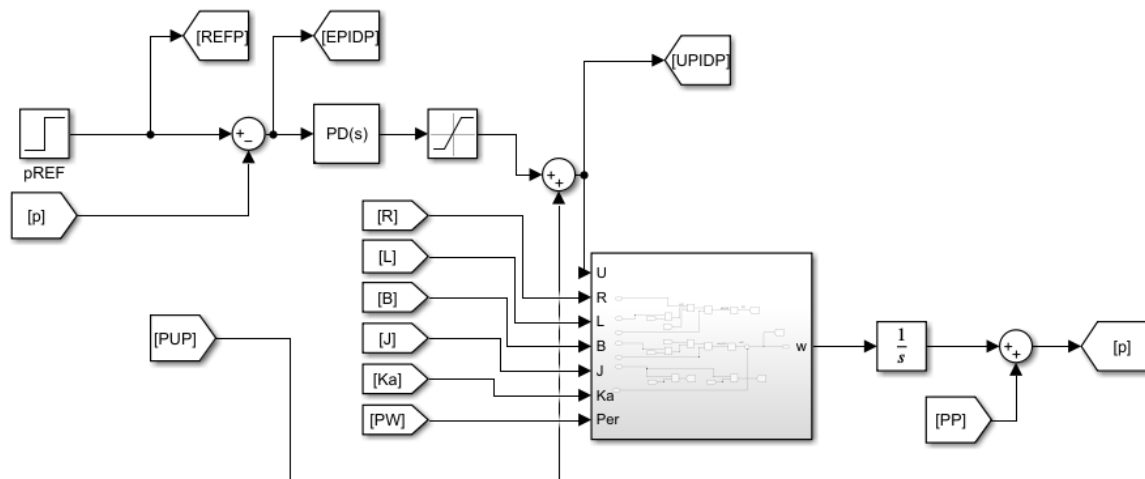 [REFP]
[EPIDP]
[UPIDP]
PD(s)
+
−
pREF
+
+
[p]
[R]
[L]
[B]
[J]
[Ka]
[PW]
[PUP]
U
R
L
B
J
Ka
Per
w
1
s
+
+
[p]
[PP]